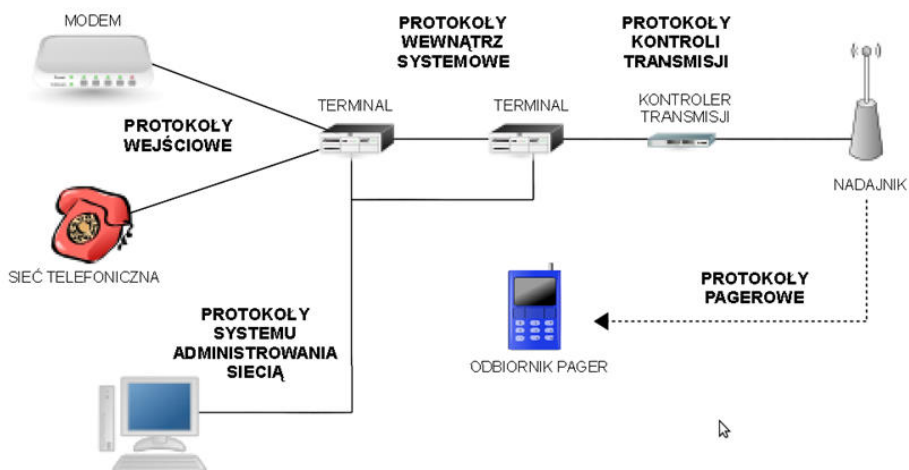 MODEM
PROTOKOŁY
WEWNĄTRZ
SYSTEMOWE
PROTOKOŁY
KONTROLI
TRANSMISJI
TERMINAL
TERMINAL
KONTROLER
TRANSMISJI
PROTOKOŁY
WEJŚCIOWE
NADAJNIK
SIEĆ TELEFONICZNA
PROTOKOŁY
PAGEROWE
PROTOKOŁY
SYSTEMU
ADMINISTROWANIA
SIECIĄ
ODBIORNIK PAGER